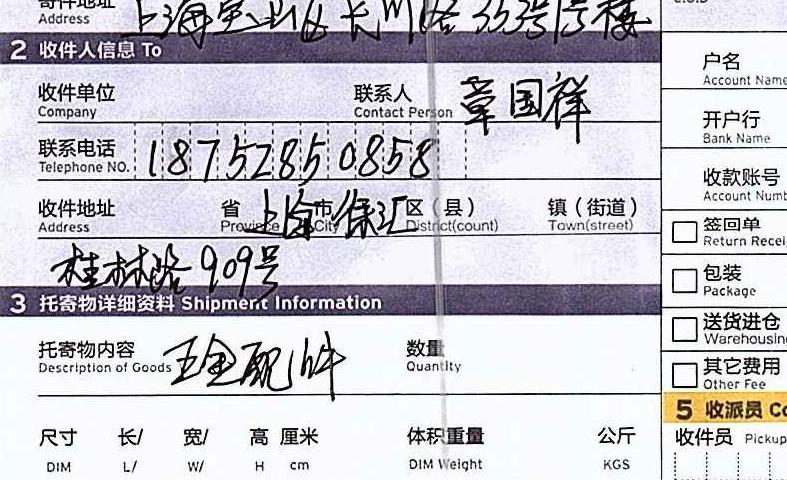 寄件地址
Address 上海宝山区长川路353号18楼
2 收件人信息 To
收件单位
Company
联系人
Contact Person 章国祥
联系电话
Telephone NO. 18752850858
收件地址
Address
省
Province 上海市
City 徐汇区（县）
District(count)
镇（街道）
Town(street)
桂林路909号
3 托寄物详细资料 Shipment Information
托寄物内容
Description of Goods 五金配件
数量
Quantity
尺寸 长/ 宽/ 高 厘米 体积重量 公斤
DIM L/ W/ H cm DIM Weight KGS
户名
Account Name
开户行
Bank Name
收款账号
签回单
包装
Package
送货进仓
其它费用
Other Fee
5 收派员
收件员 Pickup